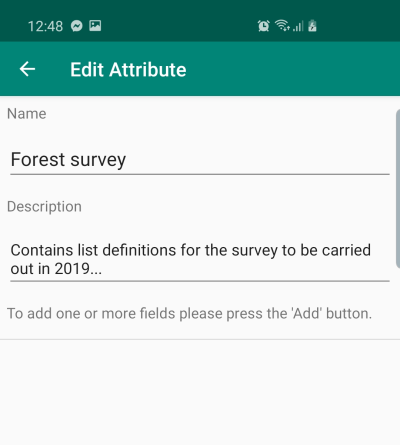 12:48
Edit Attribute
Name
Forest survey
Description
Contains list definitions for the survey to be carried
out in 2019...
To add one or more fields please press the 'Add' button.